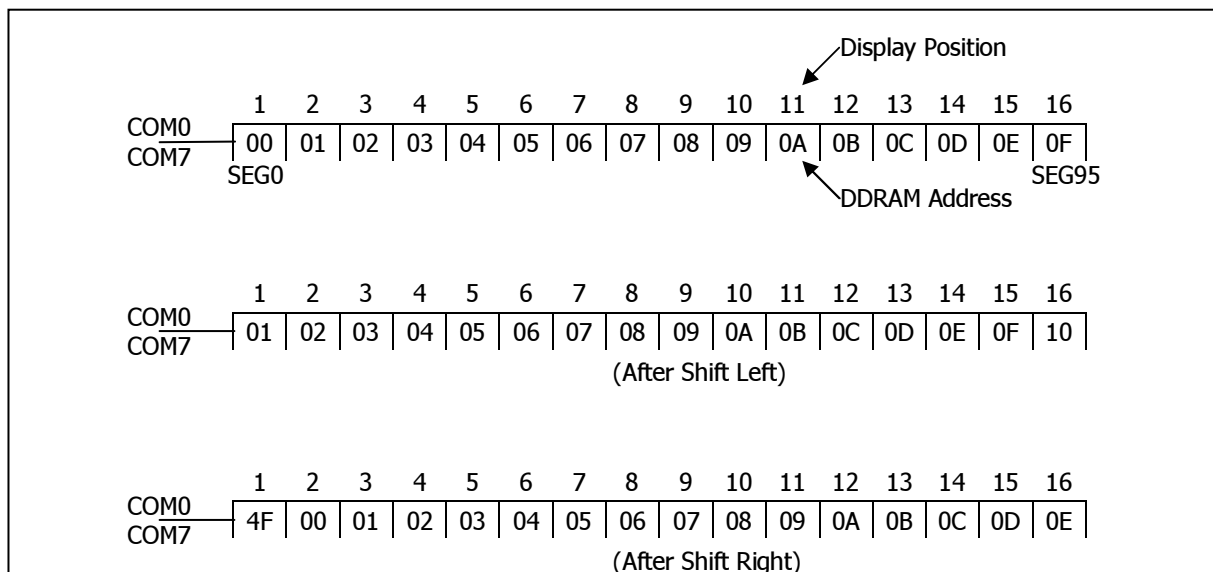 Display Position
1 2 3 4 5 6 7 8 9 10 11 12 13 14 15 16
COM0
COM7
00 01 02 03 04 05 06 07 08 09 0A 0B 0C 0D 0E 0F
SEG0 SEG95
DDRAM Address
1 2 3 4 5 6 7 8 9 10 11 12 13 14 15 16
COM0
COM7
01 02 03 04 05 06 07 08 09 0A 0B 0C 0D 0E 0F 10
(After Shift Left)
1 2 3 4 5 6 7 8 9 10 11 12 13 14 15 16
COM0
COM7
4F 00 01 02 03 04 05 06 07 08 09 0A 0B 0C 0D 0E
(After Shift Right)